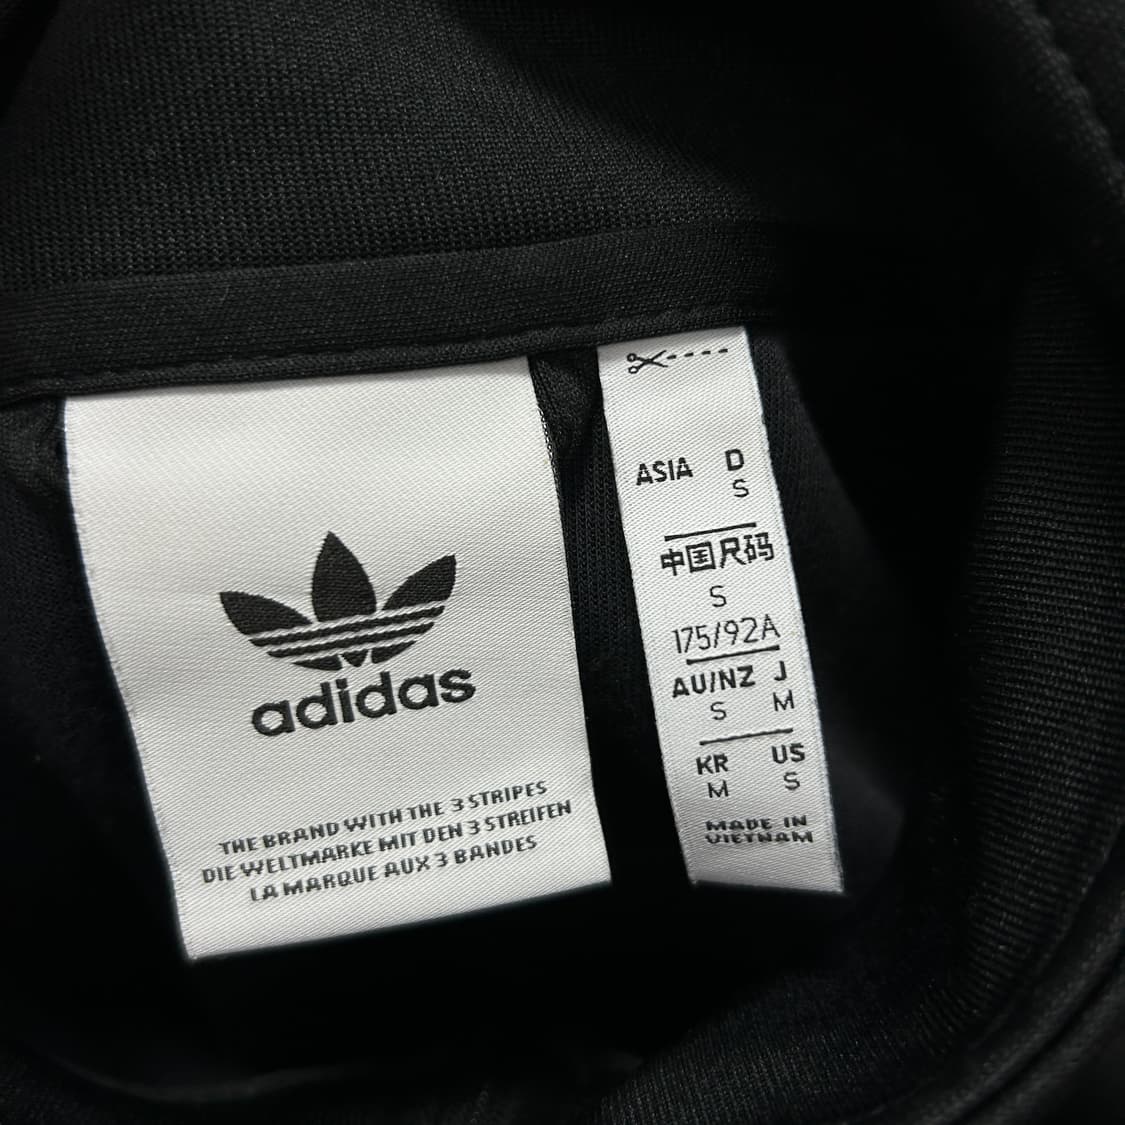 adidas
THE BRAND WITH THE 3 STRIPES
DIE WELTMARKE MIT DEN 3 STREIFEN
LA MARQUE AUX 3 BANDES
ASIA D
S
中国尺码
S
175/92A
AU/NZ J
S M
KR US
M S
MADE IN
VIETNAM